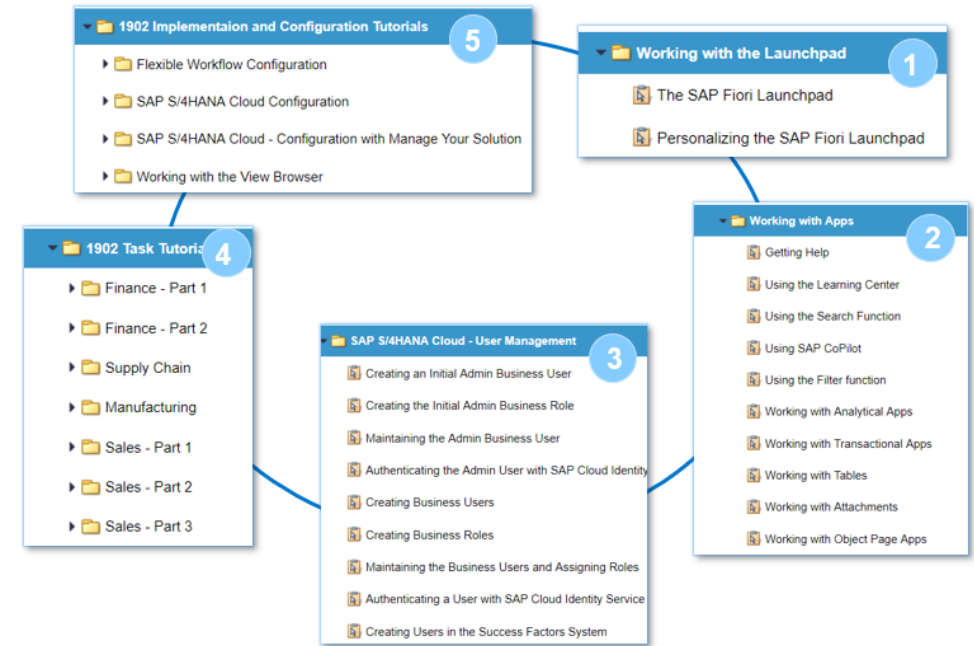 1902 Implementaion and Configuration Tutorials
5
Flexible Workflow Configuration
SAP S/4HANA Cloud Configuration
SAP S/4HANA Cloud - Configuration with Manage Your Solution
Working with the View Browser
Working with the Launchpad
1
The SAP Fiori Launchpad
Personalizing the SAP Fiori Launchpad
Working with Apps
2
Getting Help
Using the Learning Center
Using the Search Function
Using SAP CoPilot
Using the Filter function
Working with Analytical Apps
Working with Transactional Apps
Working with Tables
Working with Attachments
Working with Object Page Apps
SAP S/4HANA Cloud - User Management
3
Creating an Initial Admin Business User
Creating the Initial Admin Business Role
Maintaining the Admin Business User
Authenticating the Admin User with SAP Cloud Identity
Creating Business Users
Creating Business Roles
Maintaining the Business Users and Assigning Roles
Authenticating a User with SAP Cloud Identity Service
Creating Users in the Success Factors System
1902 Task Tutoria
4
Finance - Part 1
Finance - Part 2
Supply Chain
Manufacturing
Sales - Part 1
Sales - Part 2
Sales - Part 3